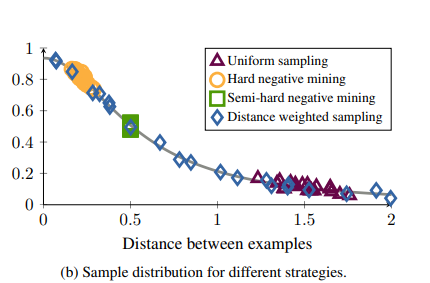 1
Uniform sampling
0.8
Hard negative mining
0.6
Semi-hard negative mining
0.4
Distance weighted sampling
0.2
0
0 0.5 1 1.5 2
Distance between examples
(b) Sample distribution for different strategies.